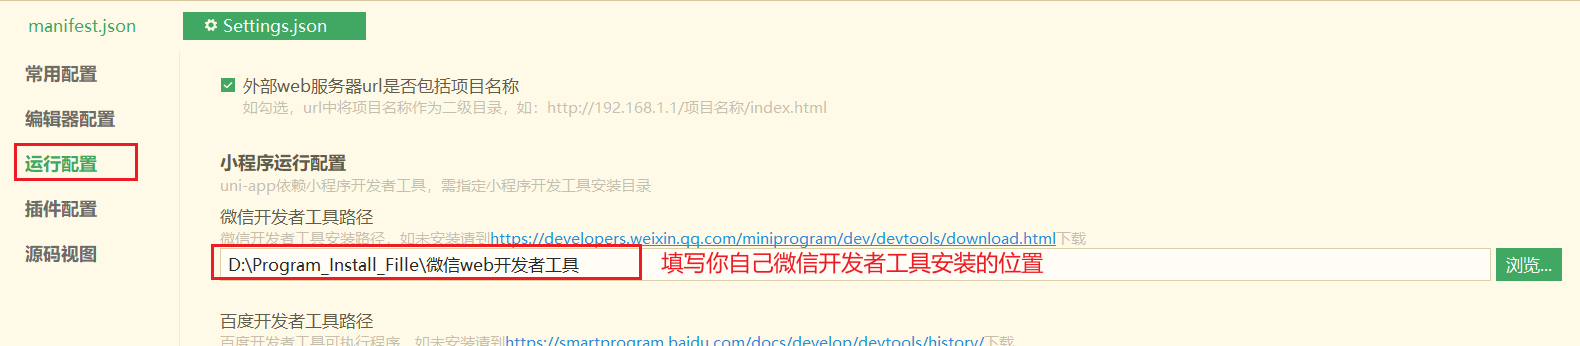 manifest.json
Settings.json
常用配置
编辑器配置
运行配置
插件配置
源码视图
外部web服务器url是否包括项目名称
如勾选，url中将项目名称作为二级目录，如：http://192.168.1.1/项目名称/index.html
小程序运行配置
uni-app依赖小程序开发者工具，需指定小程序开发工具安装目录
微信开发者工具路径
微信开发者工具安装路径，如未安装请到https://developers.weixin.qq.com/miniprogram/dev/devtools/download.html下载
D:\Program_Install_Fille\微信web开发者工具
填写你自己微信开发者工具安装的位置
浏览...
百度开发者工具路径
百度开发者工具可执行程序，如未安装请到https://smartprogram.baidu.com/docs/develop/devtools/history/下载